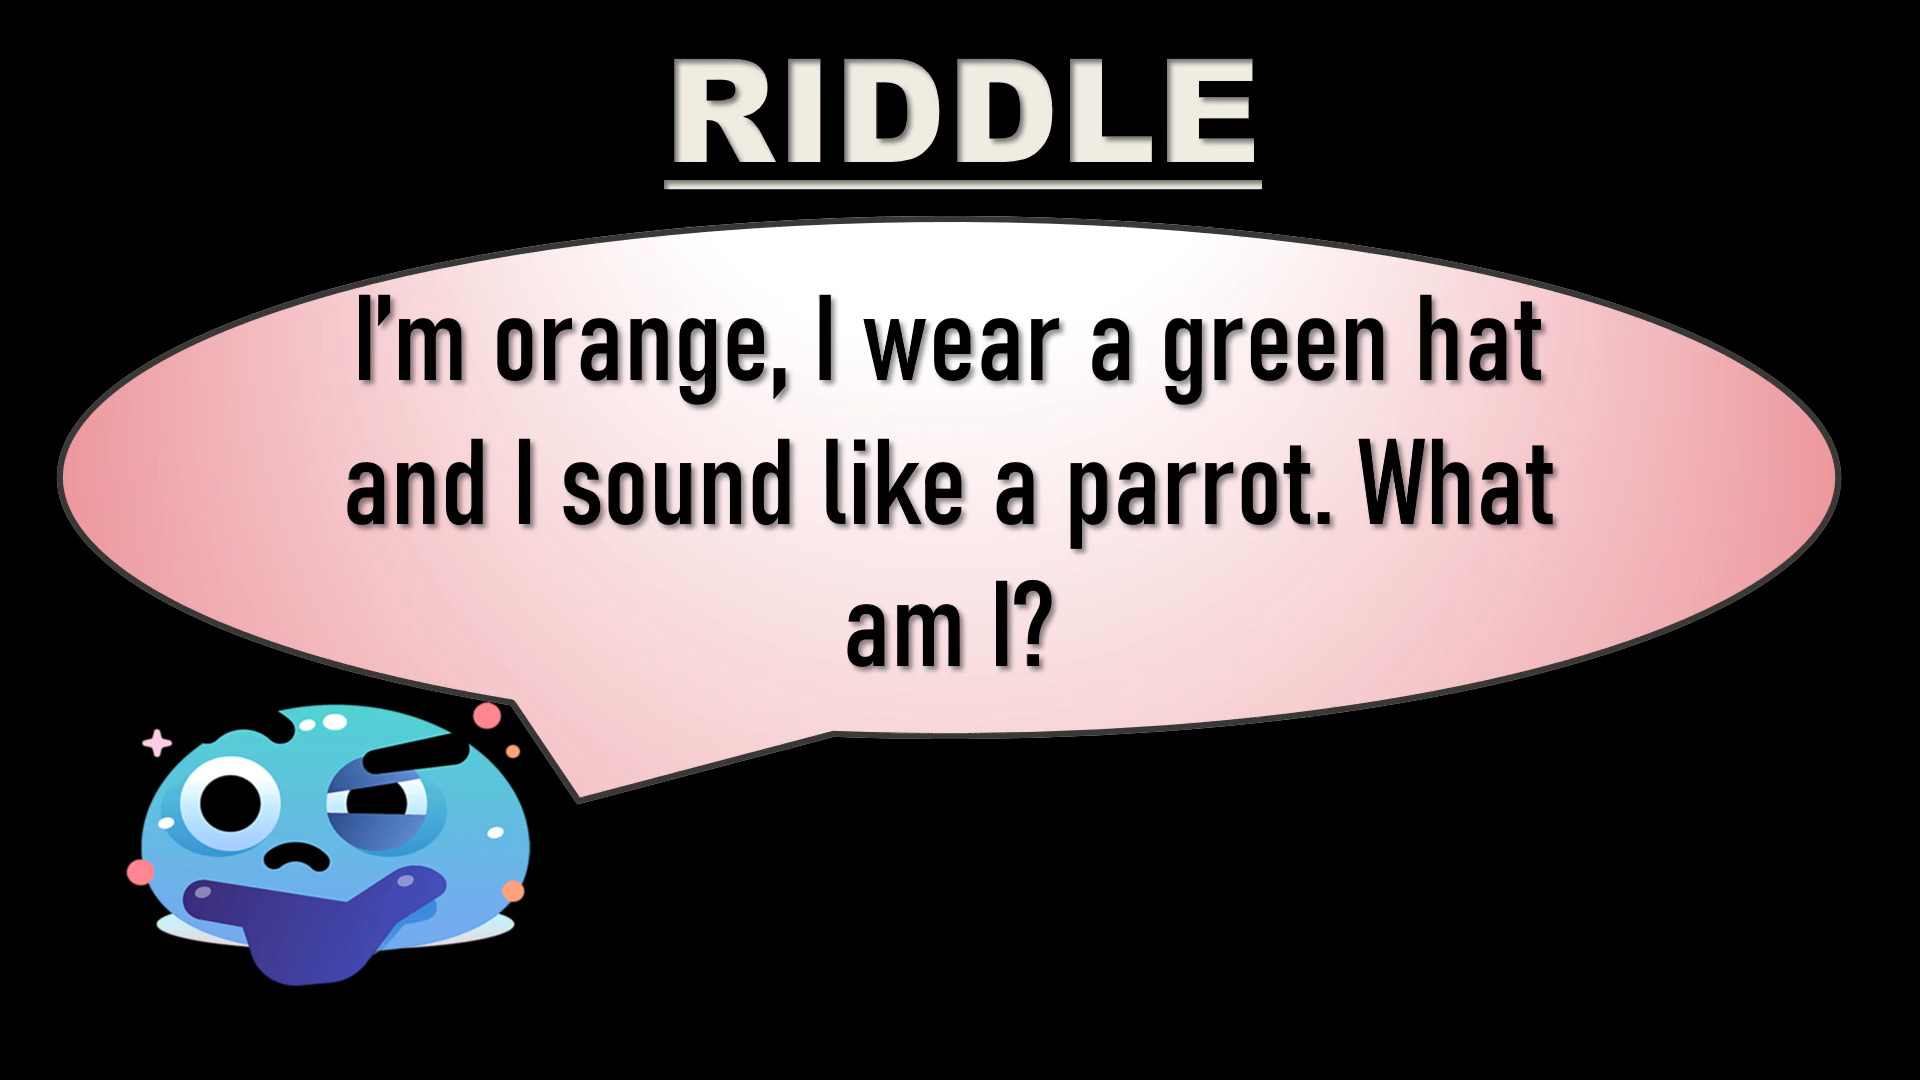 RIDDLE
I'm orange, I wear a green hat
and I sound like a parrot. What
am I?